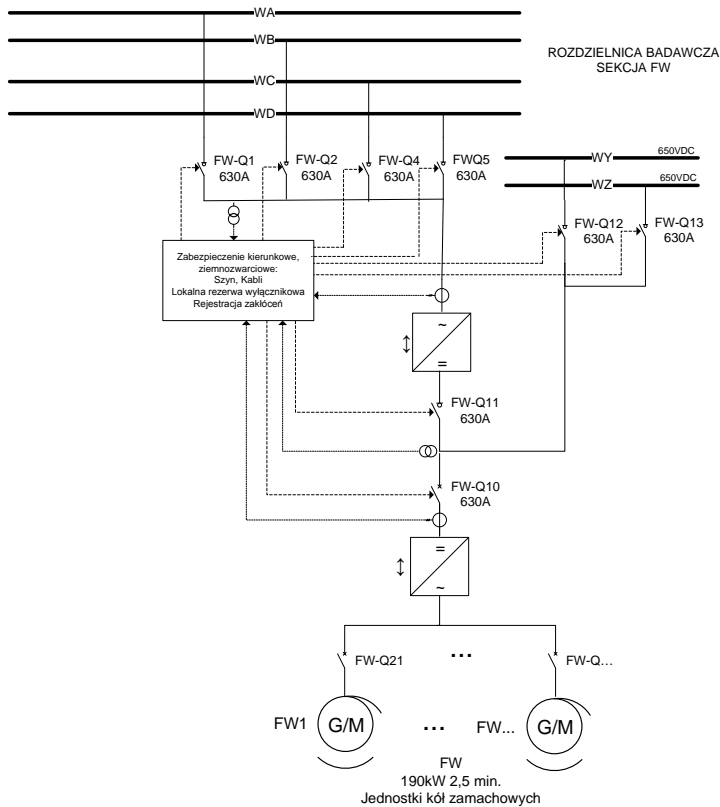 WA
WB
WC
WD
ROZDZIELNICA BADAWCZA
SEKCJA FW
FW-Q1
630A
FW-Q2
630A
FW-Q4
630A
FWQ5
630A
WY
650VDC
WZ
650VDC
FW-Q12
630A
FW-Q13
630A
Zabezpieczenie kierunkowe,
ziemnozwarciowe:
Szyn, Kabli
Lokalna rezerwa wyłącznikowa
Rejestracja zakłóceń
~
=
FW-Q11
630A
FW-Q10
630A
=
~
FW-Q21
...
FW-Q...
FW1
G/M
...
FW...
G/M
FW
190kW 2,5 min.
Jednostki kół zamachowych